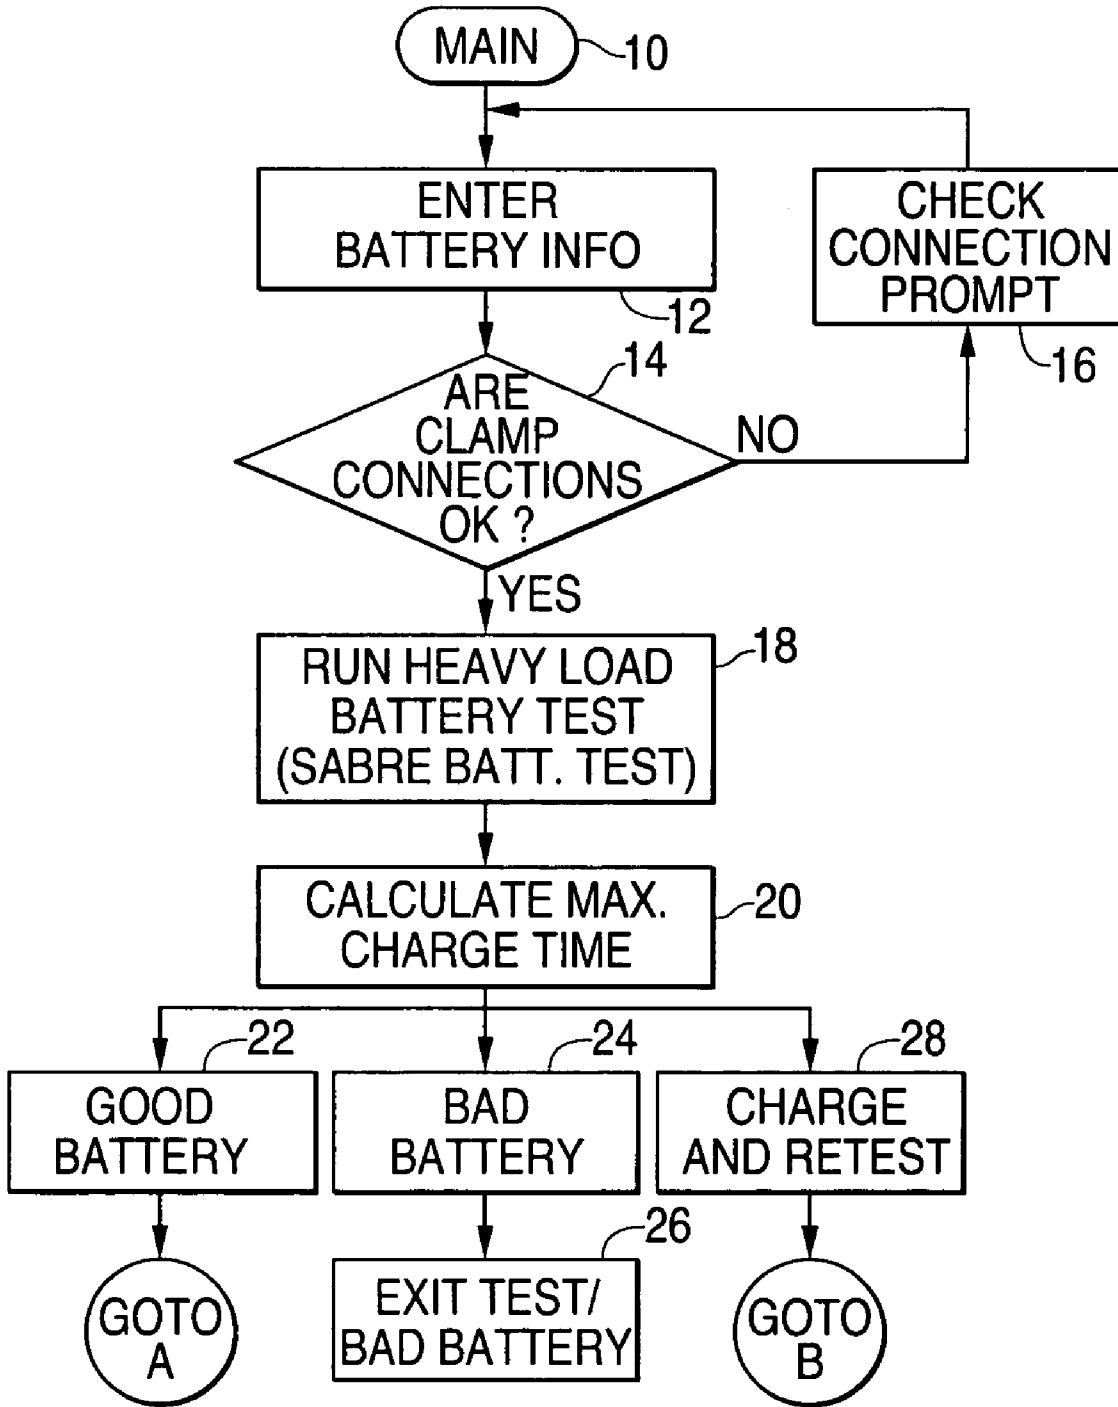 MAIN
10
ENTER
BATTERY INFO
12
CHECK
CONNECTION
PROMPT
16
14
ARE
CLAMP
CONNECTIONS
OK ?
NO
YES
18
RUN HEAVY LOAD
BATTERY TEST
(SABRE BATT. TEST)
20
CALCULATE MAX.
CHARGE TIME
22
GOOD
BATTERY
24
BAD
BATTERY
28
CHARGE
AND RETEST
GOTO
A
26
EXIT TEST/
BAD BATTERY
GOTO
B